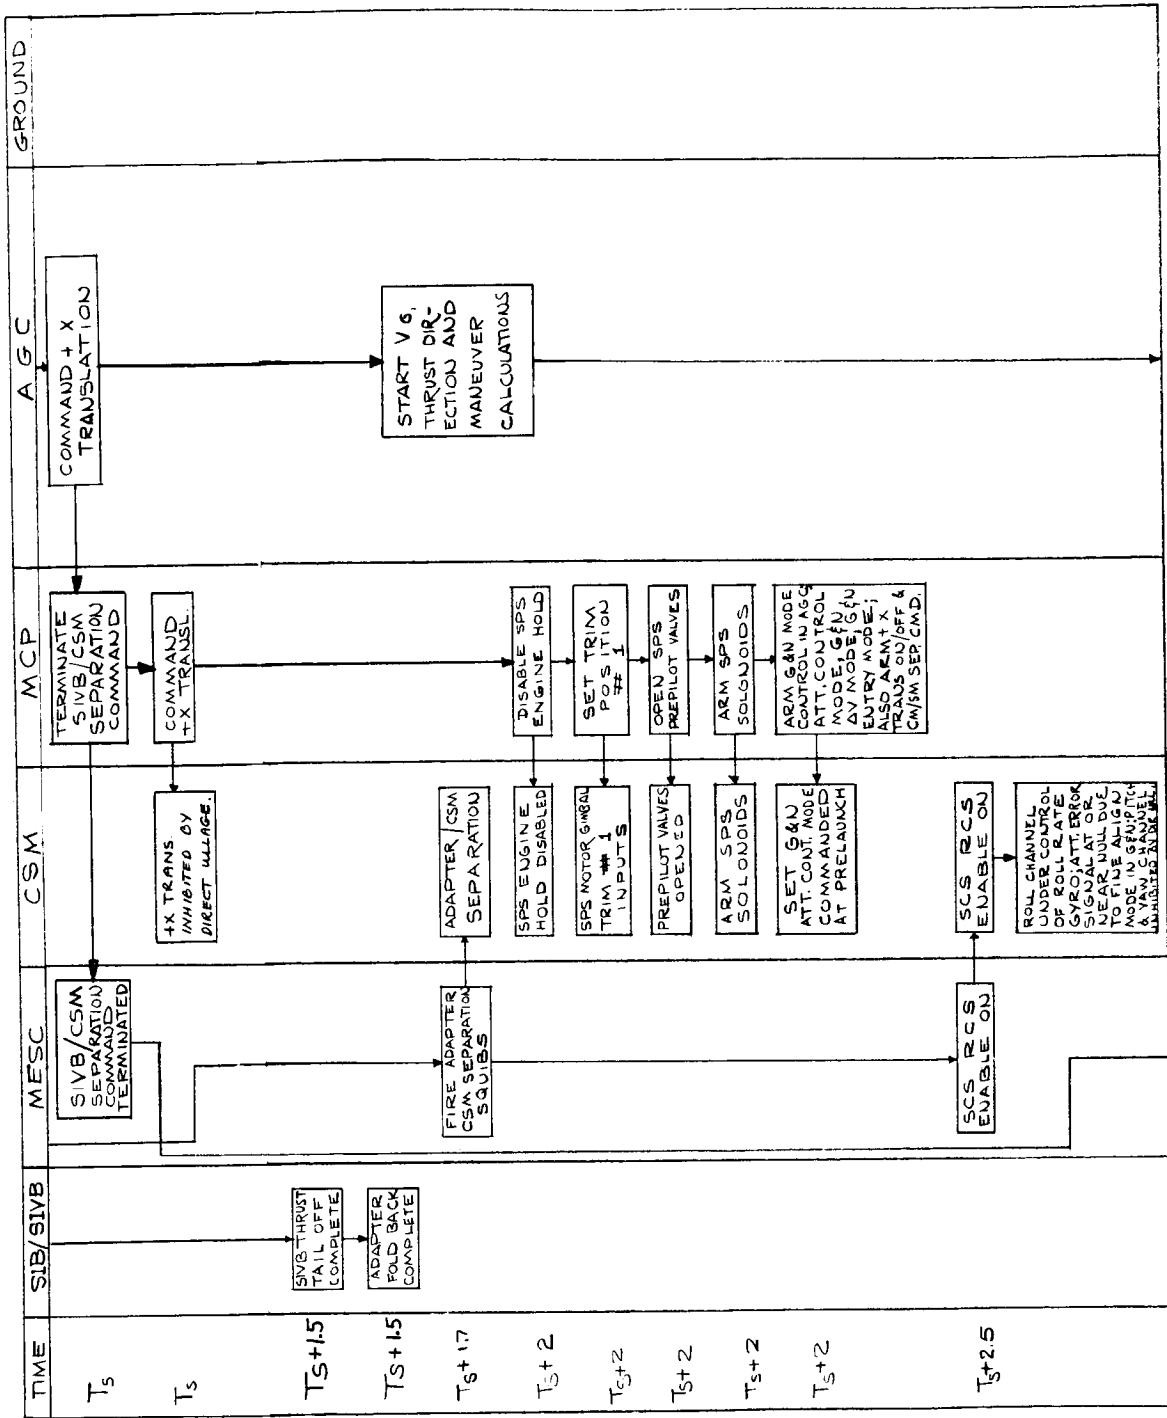 TIME
SIB/SIVB
MESC
CSM
MCP
AGC
GROUND
Ts
SIVB/CSM
SEPARATION
COMMAND
TERMINATED
TERMINATE
SIVB/CSM
SEPARATION
COMMAND
COMMAND + X
TRANSLATION
Ts
+X TRANS
INHIBITED BY
DIRECT ULLAGE.
COMMAND
+X TRANSL.
Ts+1.5
SIVB THRUST
TAIL OFF
COMPLETE
Ts+1.5
ADAPTER
FOLD BACK
COMPLETE
START VG,
THRUST DIR-
ECTION AND
MANEUVER
CALCULATIONS
Ts+1.7
FIRE ADAPTER
CSM SEPARATION
SQUIBS
ADAPTER/CSM
SEPARATION
Ts+2
SPS ENGINE
HOLD DISABLED
DISABLE SPS
ENGINE HOLD
Ts+2
SPS MOTOR GIMBAL
TRIM # 1
INPUTS
SET TRIM
POSITION
# 1
Ts+2
PREPILOT VALVES
OPENED
OPEN SPS
PREPILOT VALVES
Ts+2
ARM SPS
SOLONOIDS
ARM SPS
SOLGNOIDS
Ts+2
SET G&N
ATT. CONT. MODE
COMMANDED
AT PRELAUNCH
ARM G&N MODE
CONTROL IN AGC;
ATT. CONTROL
MODE, G&N
ΔV MODE, G&N
ENTRY MODE;
ALSO ARM + X
TRANS ON/OFF &
CM/SM SEP. CMD.
Ts+2.5
SCS RCS
ENABLE ON
SCS RCS
ENABLE ON
ROLL CHANNEL
UNDER CONTROL
OF ROLL RATE
GYRO; ATT. ERROR
SIGNAL AT OR
NEAR NULL DUE
TO FINE ALIGN
MODE IN G&N; PITCH
& YAW CHANNEL
INHIBITED BY DIR. ULL.